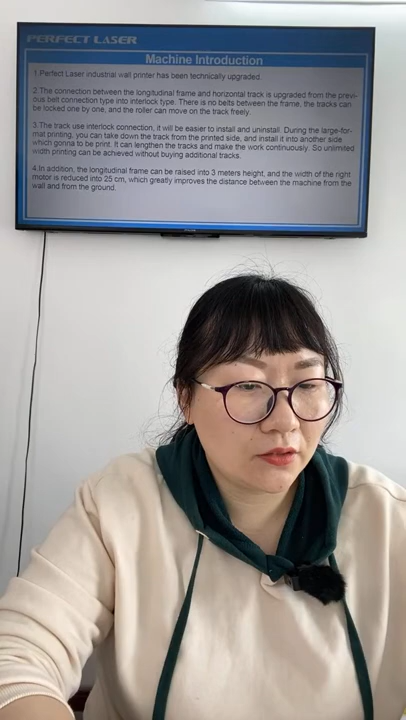 PERFECT LASER
Machine Introduction
1.Perfect Laser industrial wall printer has been technically upgraded.
2.The connection between the longitudinal frame and horizontal track is upgraded from the previ-
ous belt connection type into interlock type. There is no belts between the frame, the tracks can
be locked one by one, and the roller can move on the track freely.
3.The track use interlock connection, it will be easier to install and uninstall. During the large-for-
mat printing, you can take down the track from the printed side, and install it into another side
which gonna to be print. It can lengthen the tracks and make the work continuously. So unlimited
width printing can be achieved without buying additional tracks.
4.In addition, the longitudinal frame can be raised into 3 meters height, and the width of the right
motor is reduced into 25 cm, which greatly improves the distance between the machine from the
wall and from the ground.